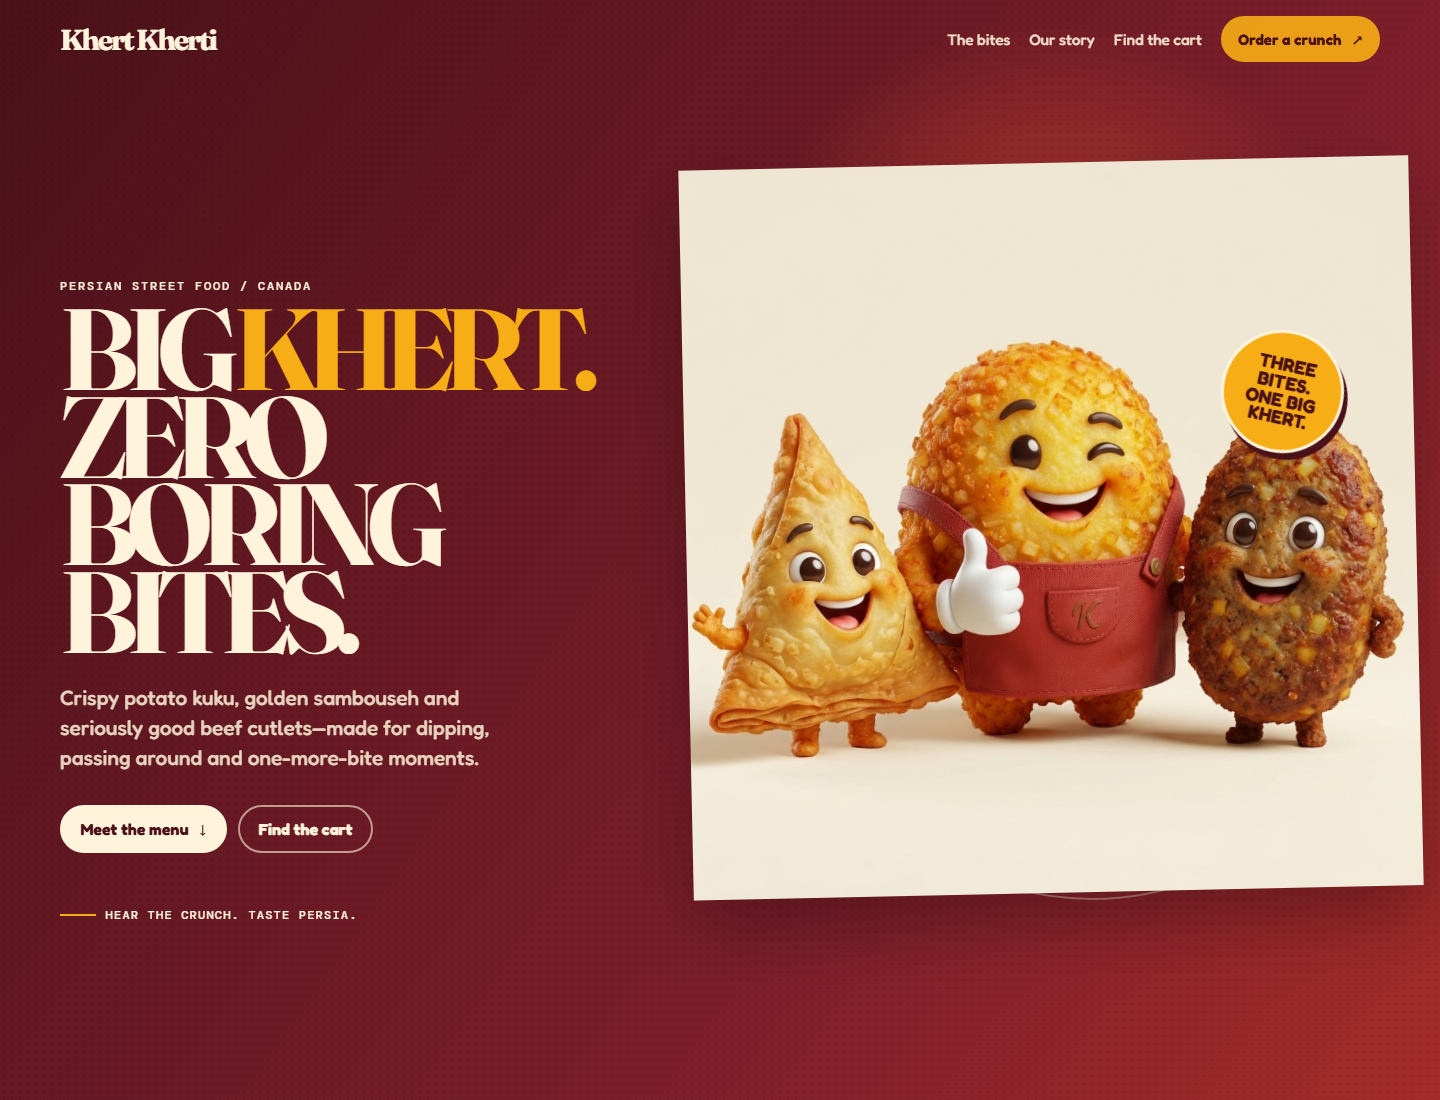 Khert Kherti
The bites
Our story
Find the cart
Order a crunch ↗
PERSIAN STREET FOOD / CANADA
BIG KHERT.
ZERO
BORING
BITES.
Crispy potato kuku, golden sambouseh and
seriously good beef cutlets—made for dipping,
passing around and one-more-bite moments.
Meet the menu ↓
Find the cart
HEAR THE CRUNCH. TASTE PERSIA.
THREE
BITES.
ONE BIG
KHERT.
K